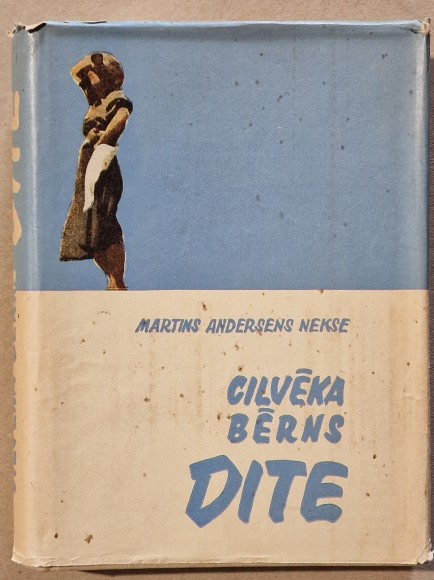 MARTINS ANDERSENS NEKSE
CILVĒKA
BĒRNS
DITE